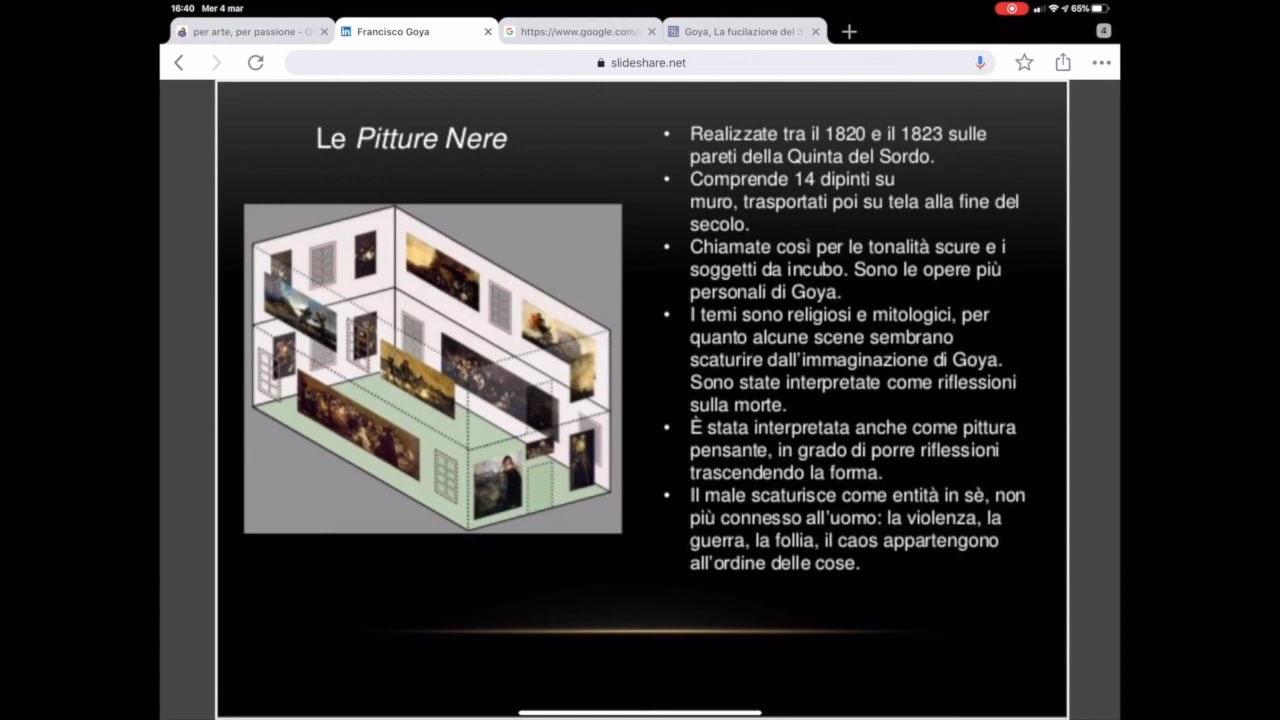 16:40 Mer 4 mar
65%
per arte, per passione - G
Francisco Goya
https://www.google.com/
Goya, La fucilazione del 3
4
slideshare.net
Le Pitture Nere
• Realizzate tra il 1820 e il 1823 sulle
pareti della Quinta del Sordo.
• Comprende 14 dipinti su
muro, trasportati poi su tela alla fine del
secolo.
• Chiamate così per le tonalità scure e i
soggetti da incubo. Sono le opere più
personali di Goya.
• I temi sono religiosi e mitologici, per
quanto alcune scene sembrano
scaturire dall'immaginazione di Goya.
Sono state interpretate come riflessioni
sulla morte.
• È stata interpretata anche come pittura
pensante, in grado di porre riflessioni
trascendendo la forma.
• Il male scaturisce come entità in sè, non
più connesso all'uomo: la violenza, la
guerra, la follia, il caos appartengono
all'ordine delle cose.